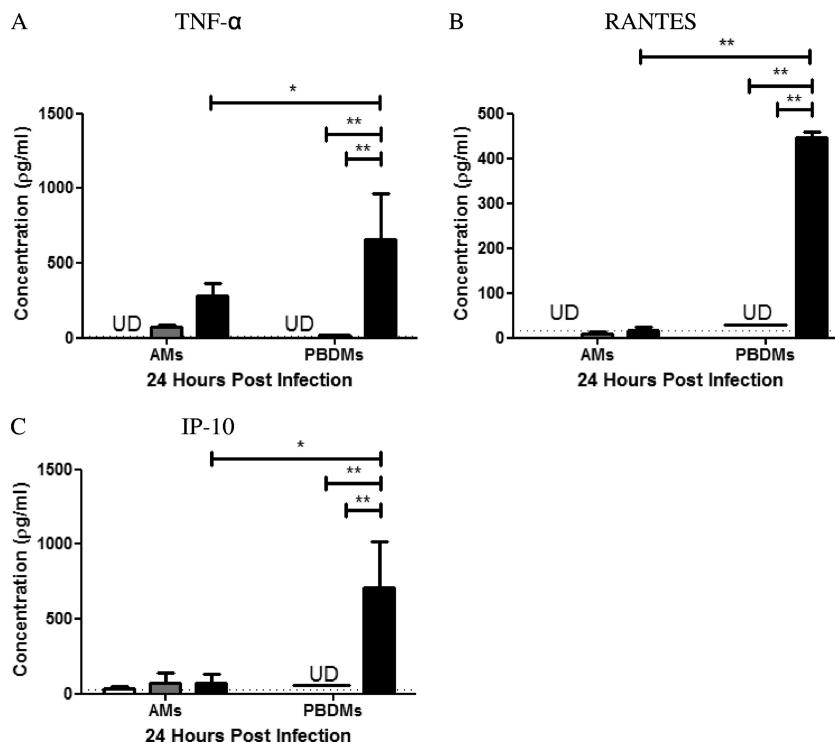 A
TNF-α
*
**
**
Concentration (ρg/ml)
1500
1000
500
0
UD
UD
AMs
PBDMs
24 Hours Post Infection
B
RANTES
**
**
**
Concentration (ρg/ml)
500
400
300
200
100
0
UD
UD
AMs
PBDMs
24 Hours Post Infection
C
IP-10
*
**
**
Concentration (ρg/ml)
1500
1000
500
0
UD
AMs
PBDMs
24 Hours Post Infection